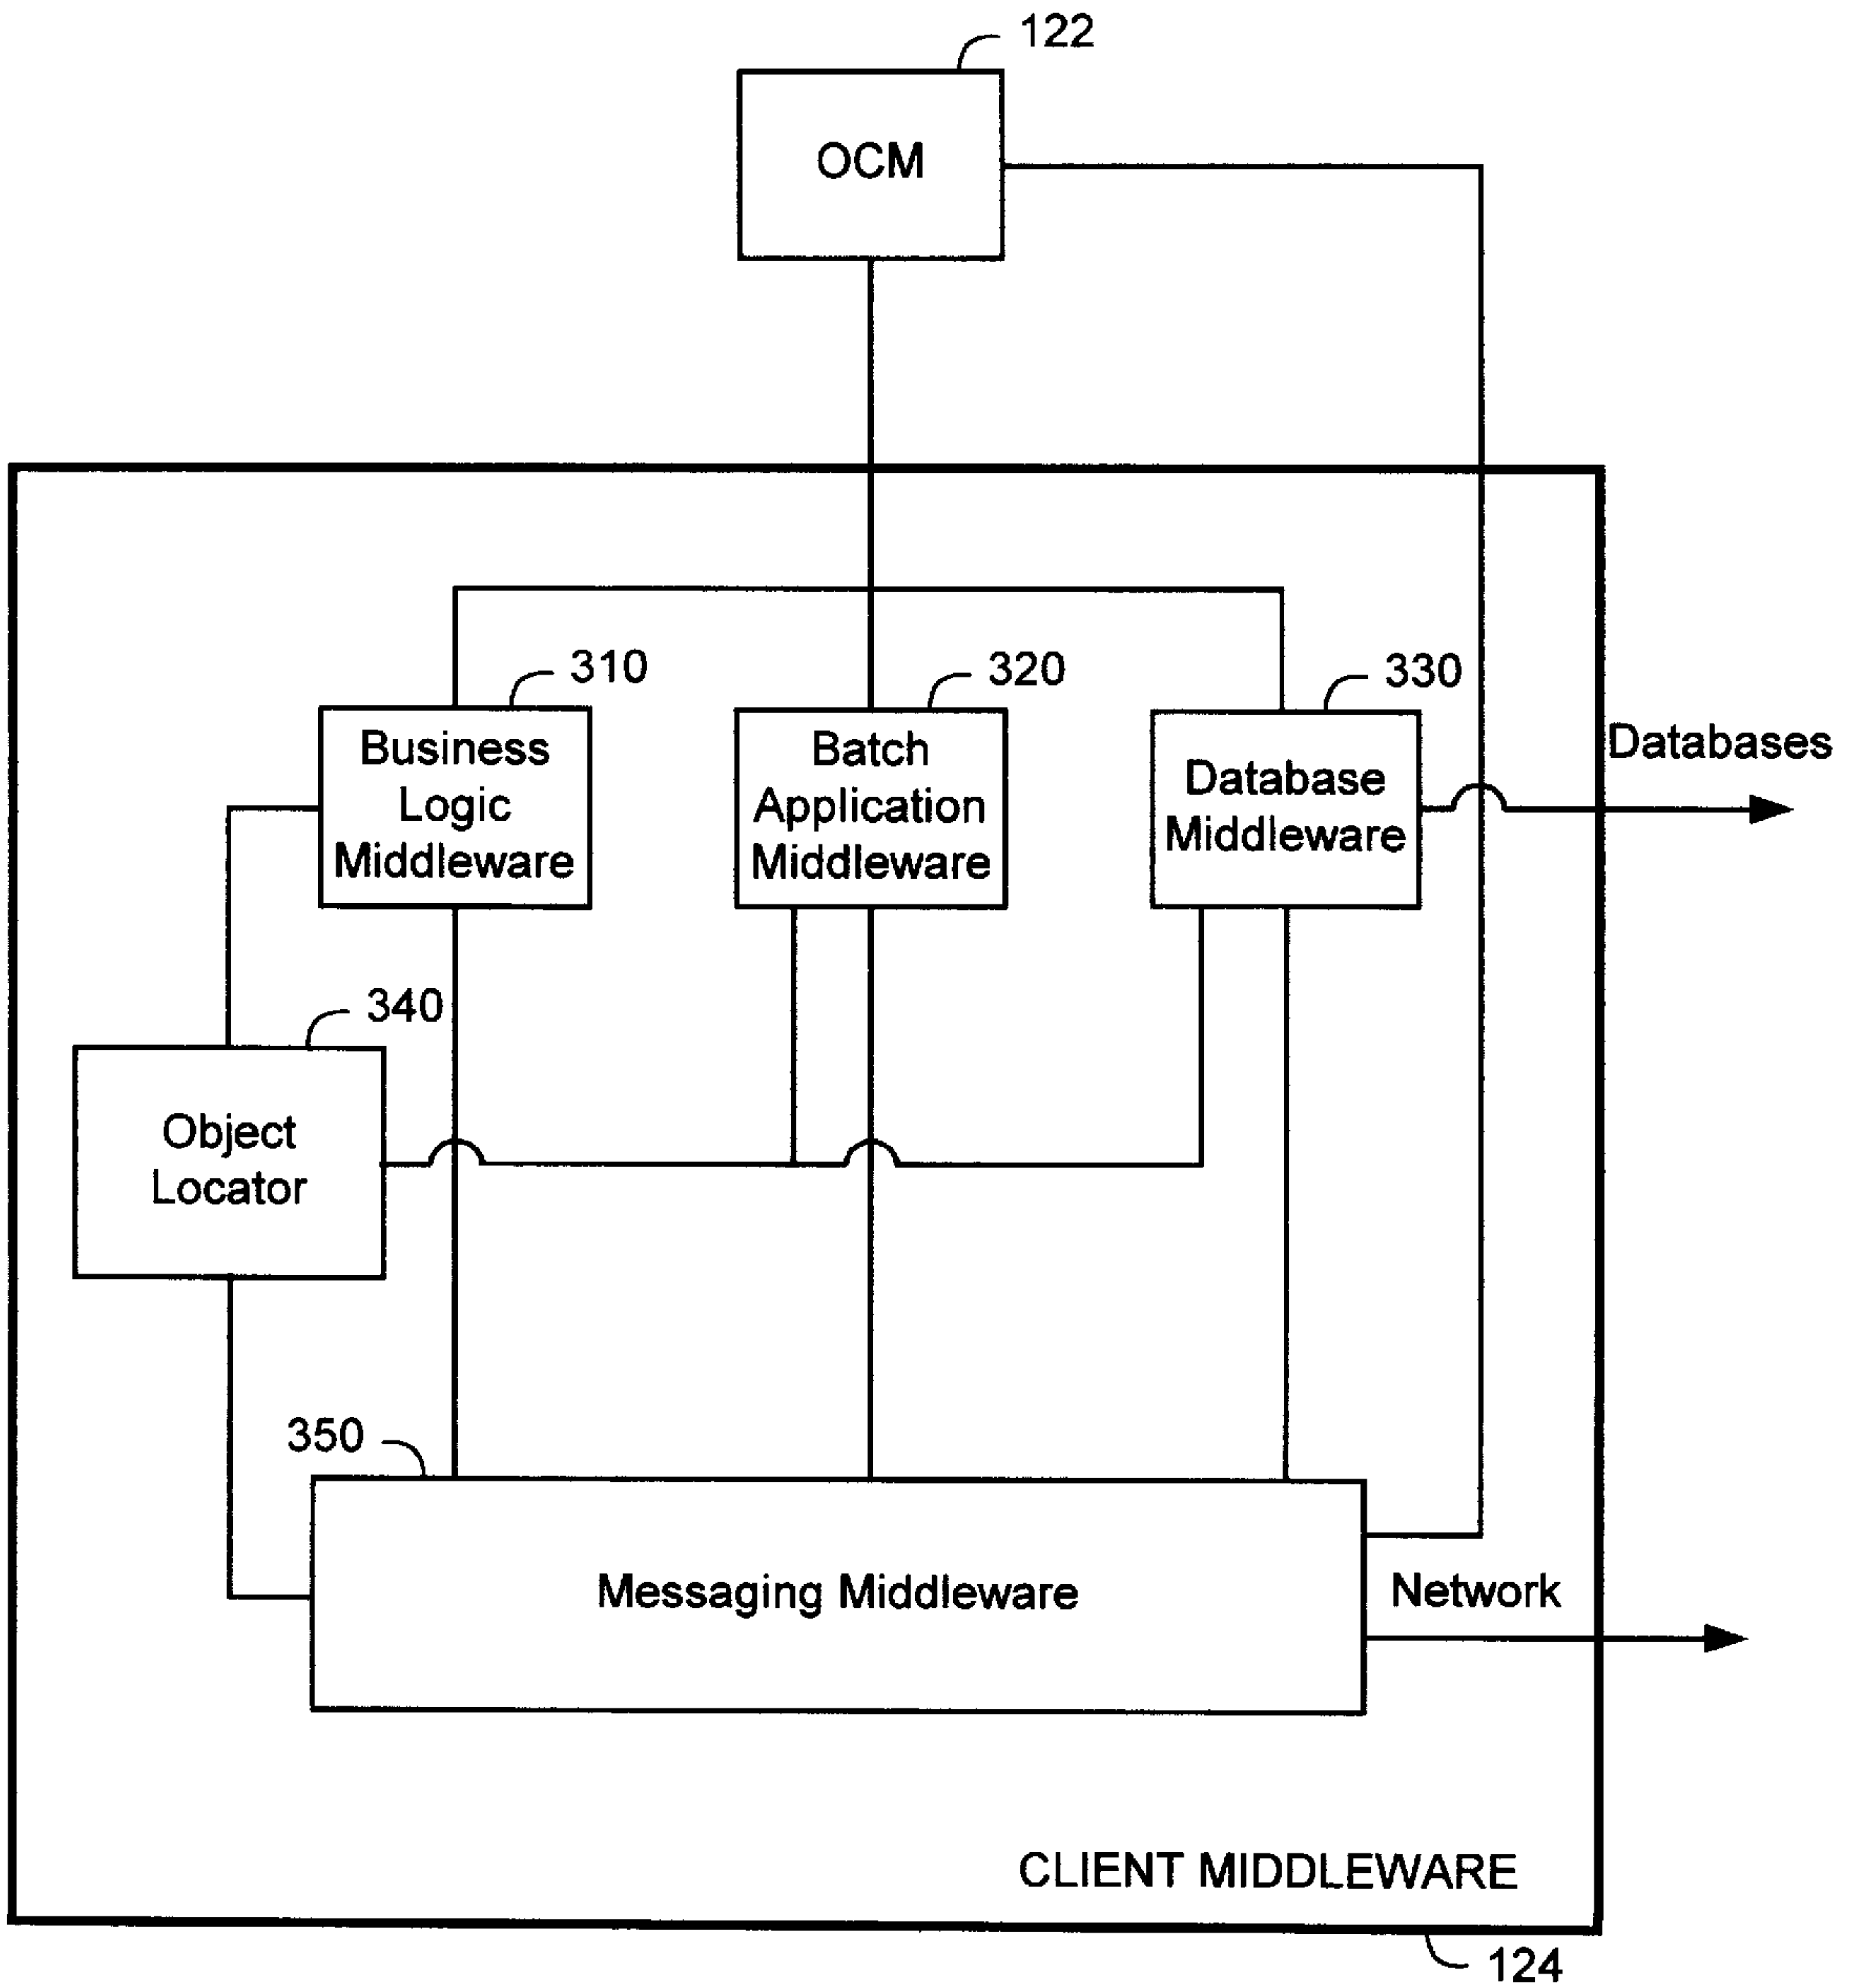 122
OCM
310
320
330
Business
Logic
Middleware
Batch
Application
Middleware
Database
Middleware
Databases
340
Object
Locator
350
Messaging Middleware
Network
CLIENT MIDDLEWARE
124